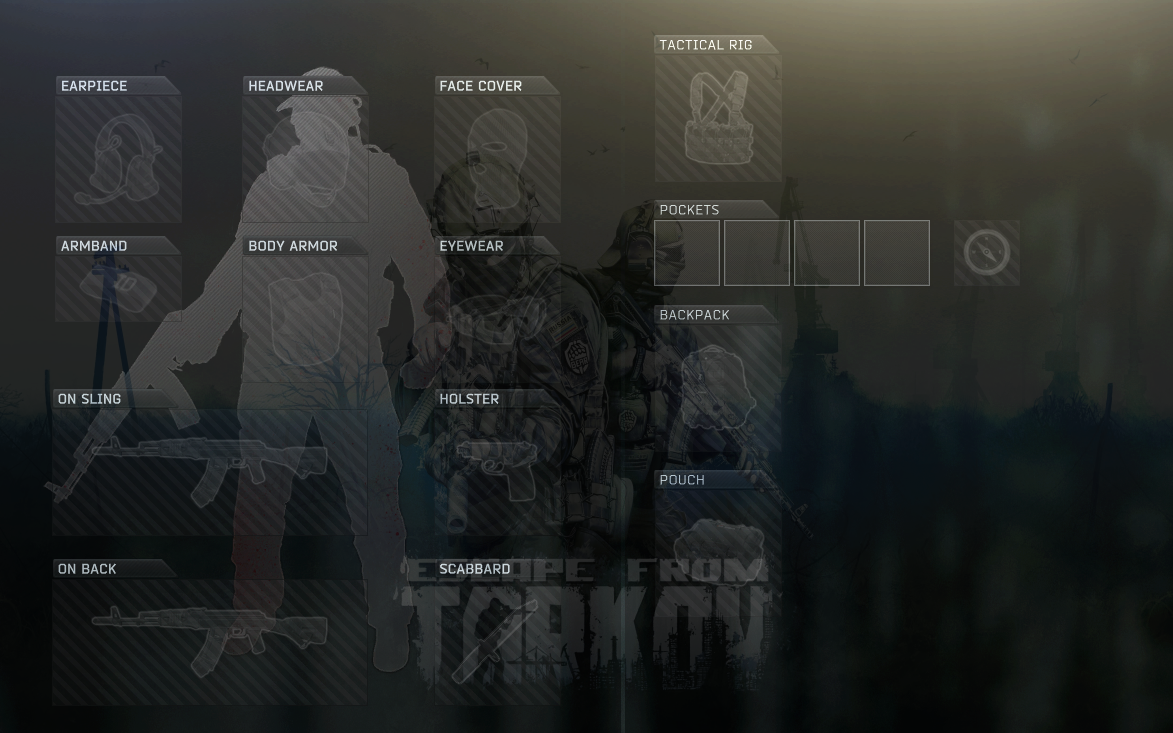 TACTICAL RIG
EARPIECE
HEADWEAR
FACE COVER
POCKETS
ARMBAND
BODY ARMOR
EYEWEAR
BACKPACK
ON SLING
HOLSTER
POUCH
ON BACK
SCABBARD
ESCAPE FROM
TARKOV